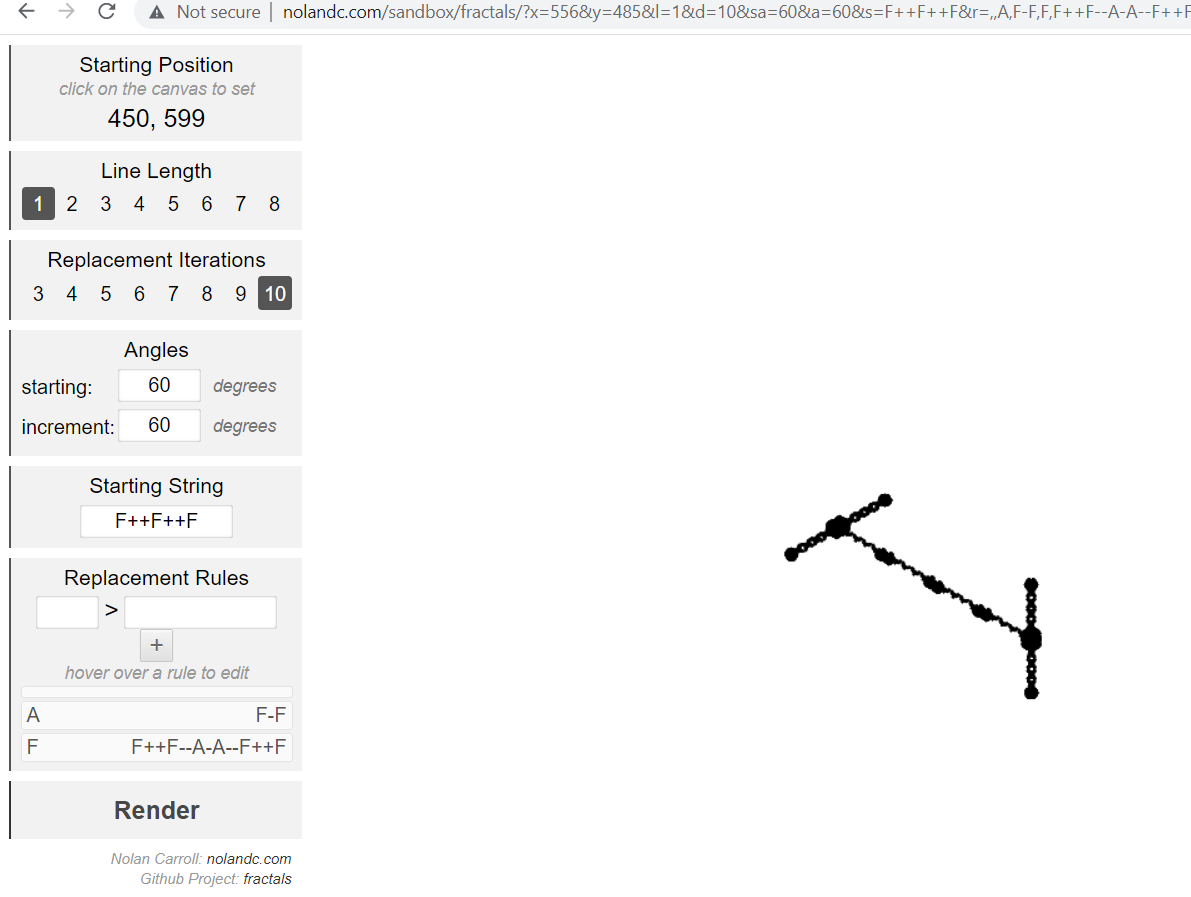 Not secure | nolandc.com/sandbox/fractals/?x=556&y=485&l=1&d=10&sa=60&a=60&s=F++F++F&r=,,A,F-F,F,F++F--A-A--F++F
Starting Position
click on the canvas to set
450, 599
Line Length
1 2 3 4 5 6 7 8
Replacement Iterations
3 4 5 6 7 8 9 10
Angles
starting: 60 degrees
increment: 60 degrees
Starting String
F++F++F
Replacement Rules
>
+
hover over a rule to edit
A F-F
F F++F--A-A--F++F
Render
Nolan Carroll: nolandc.com
Github Project: fractals